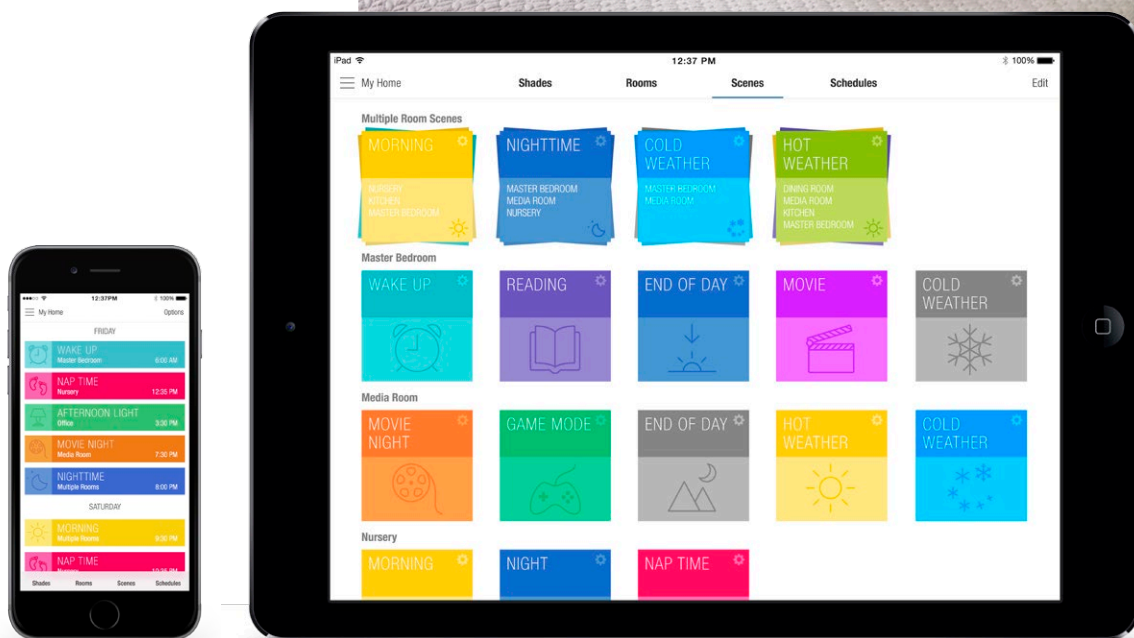 12:37PM
100%
My Home
Options
FRIDAY
WAKE UP
Master Bedroom
6:00 AM
NAP TIME
Nursery
12:35 PM
AFTERNOON LIGHT
Office
3:30 PM
MOVIE NIGHT
Media Room
7:30 PM
NIGHTTIME
Multiple Rooms
8:00 PM
SATURDAY
MORNING
Multiple Rooms
9:30 PM
NAP TIME
Shades
Rooms
Scenes
Schedules
iPad
12:37 PM
100%
My Home
Shades
Rooms
Scenes
Schedules
Edit
Multiple Room Scenes
MORNING
NURSERY
KITCHEN
MASTER BEDROOM
NIGHTTIME
MASTER BEDROOM
MEDIA ROOM
NURSERY
COLD
WEATHER
MASTER BEDROOM
MEDIA ROOM
HOT
WEATHER
DINING ROOM
MEDIA ROOM
KITCHEN
MASTER BEDROOM
Master Bedroom
WAKE UP
READING
END OF DAY
MOVIE
COLD
WEATHER
Media Room
MOVIE
NIGHT
GAME MODE
END OF DAY
HOT
WEATHER
COLD
WEATHER
Nursery
MORNING
NIGHT
NAP TIME